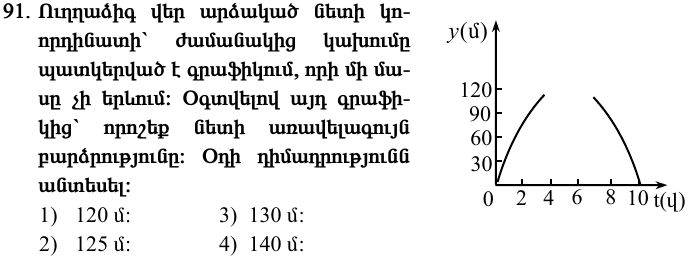 91. Ուղղաձիգ վեր արձակած նետի կո-
որդինատի՝ ժամանակից կախումը
պատկերված է գրաֆիկում, որի մի մա-
սը չի երևում: Օգտվելով այդ գրաֆի-
կից՝ որոշեք նետի առավելագույն
բարձրությունը: Օդի դիմադրությունն
անտեսել:
1) 120 մ: 3) 130 մ:
2) 125 մ: 4) 140 մ:
y(մ)
120
90
60
30
0 2 4 6 8 10 t(վ)